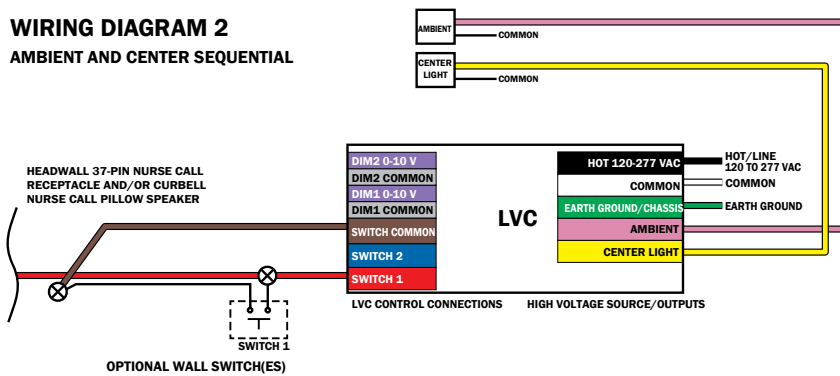 WIRING DIAGRAM 2
AMBIENT AND CENTER SEQUENTIAL
AMBIENT
COMMON
CENTER
LIGHT
COMMON
HEADWALL 37-PIN NURSE CALL
RECEPTACLE AND/OR CURBELL
NURSE CALL PILLOW SPEAKER
DIM2 0-10 V
DIM2 COMMON
DIM1 0-10 V
DIM1 COMMON
SWITCH COMMON
SWITCH 2
SWITCH 1
LVC
HOT 120-277 VAC
COMMON
EARTH GROUND/CHASSIS
AMBIENT
CENTER LIGHT
HOT/LINE
120 TO 277 VAC
COMMON
EARTH GROUND
LVC CONTROL CONNECTIONS
HIGH VOLTAGE SOURCE/OUTPUTS
SWITCH 1
OPTIONAL WALL SWITCH(ES)